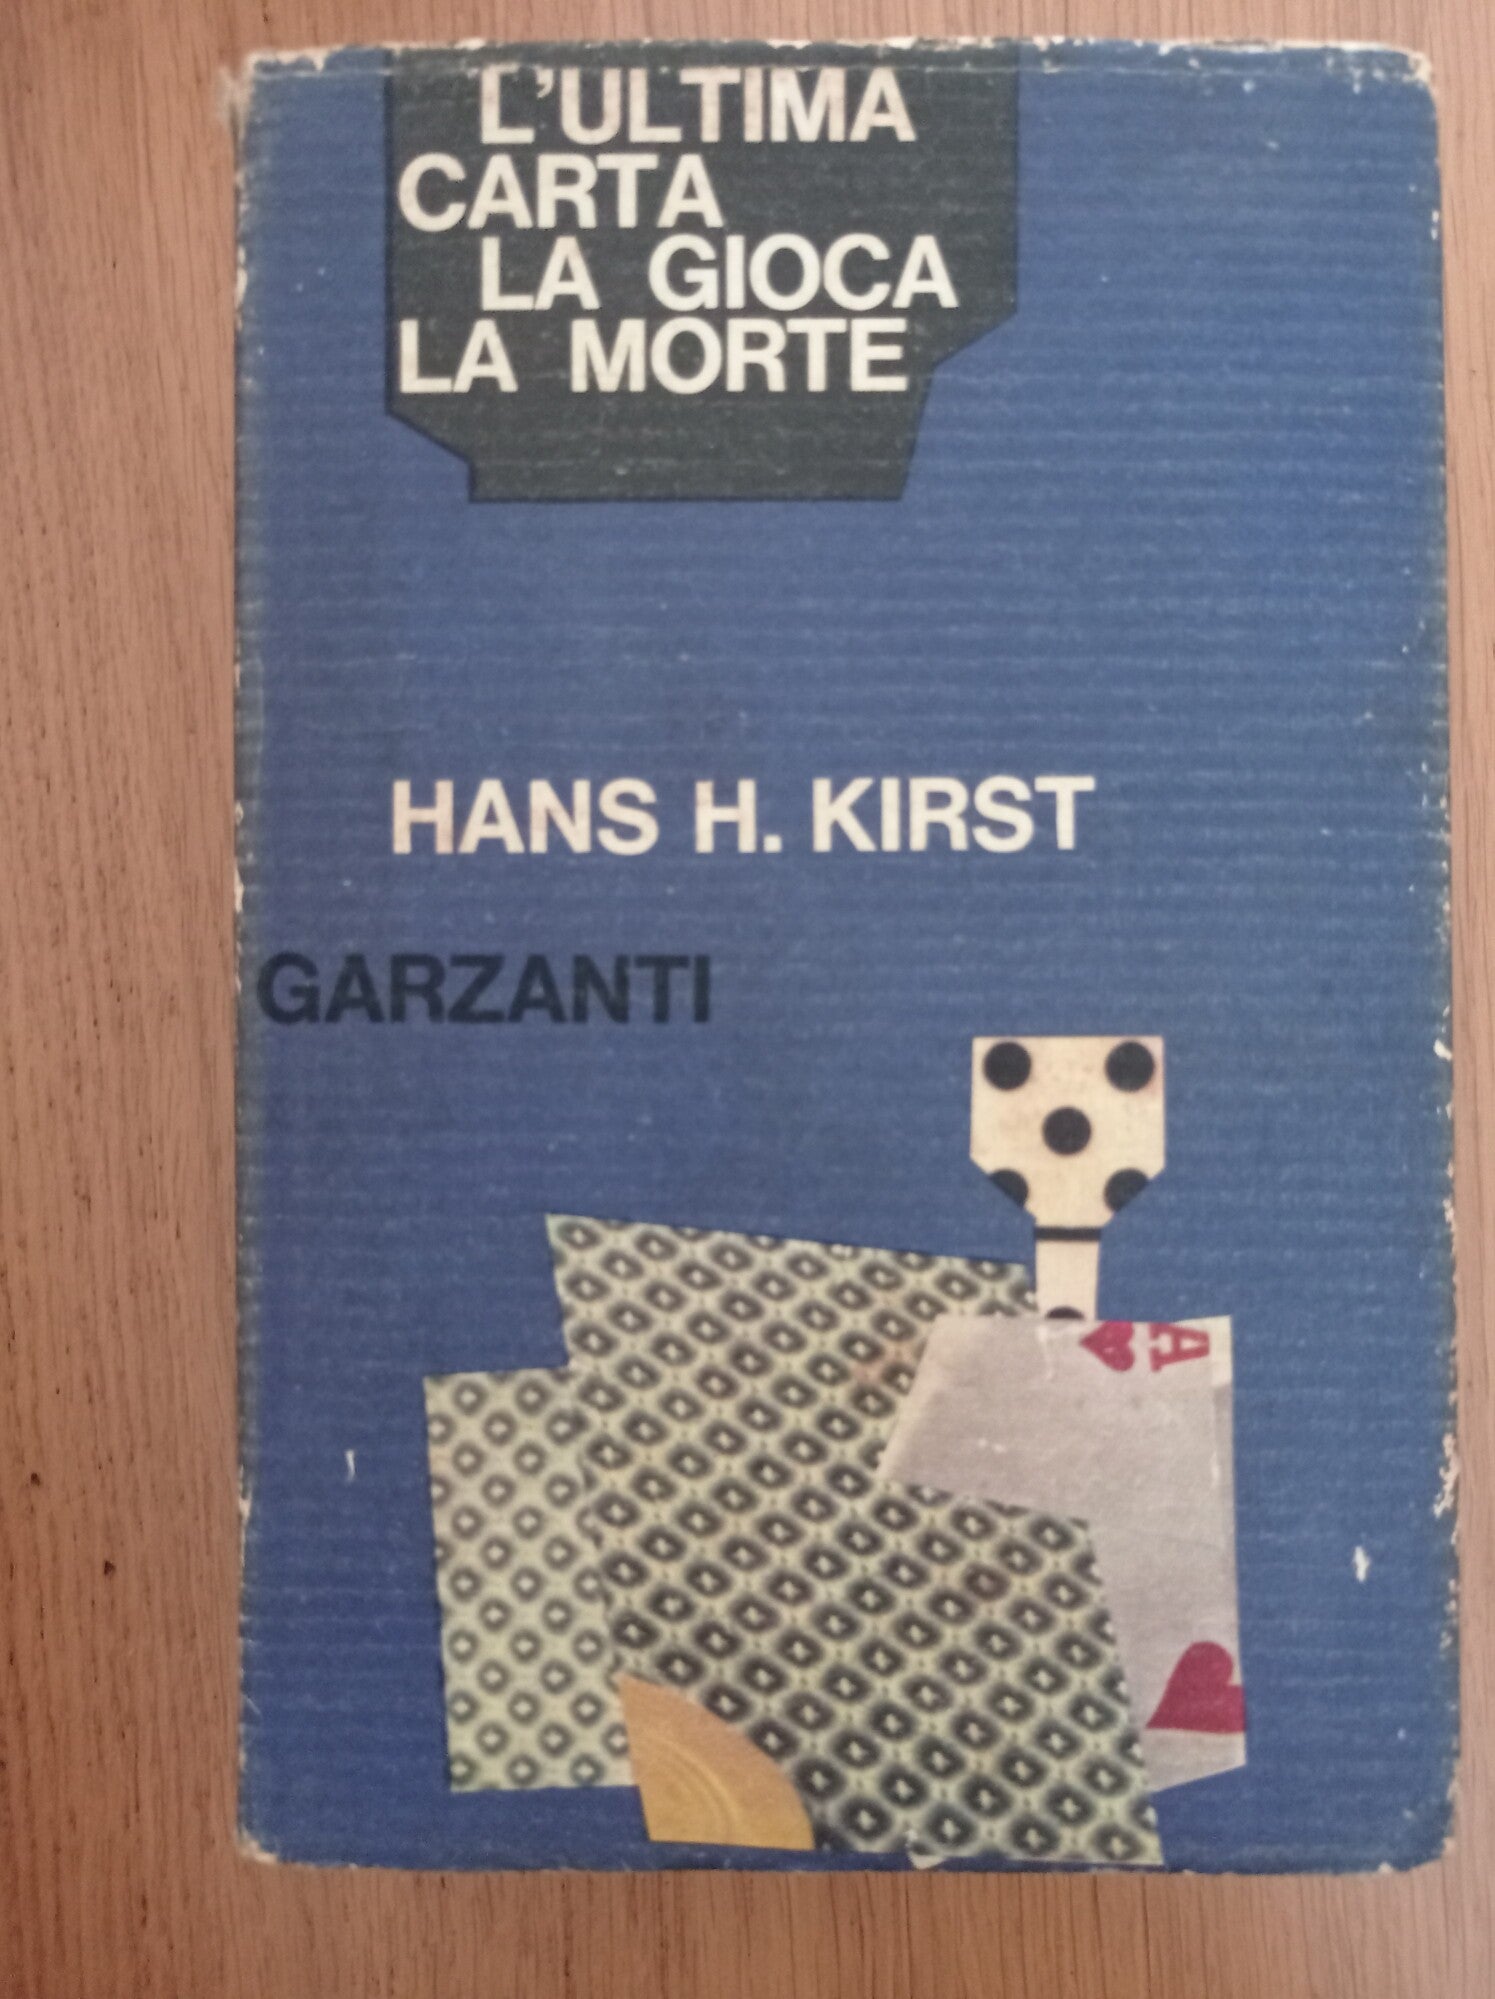 L'ULTIMA
CARTA
LA GIOCA
LA MORTE
HANS H. KIRST
GARZANTI
A